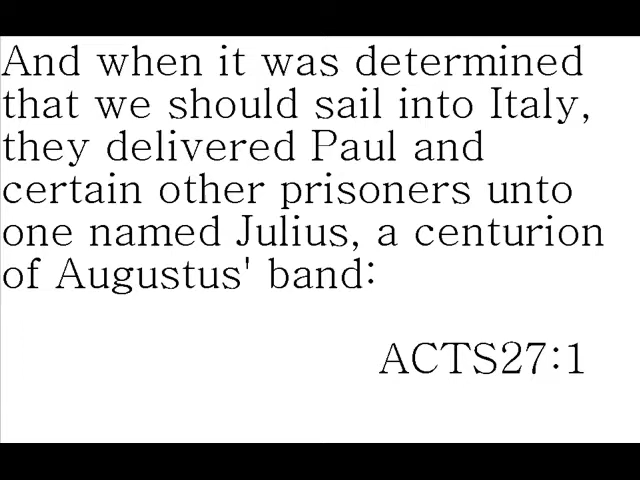 And when it was determined
that we should sail into Italy,
they delivered Paul and
certain other prisoners unto
one named Julius, a centurion
of Augustus' band:
ACTS27:1